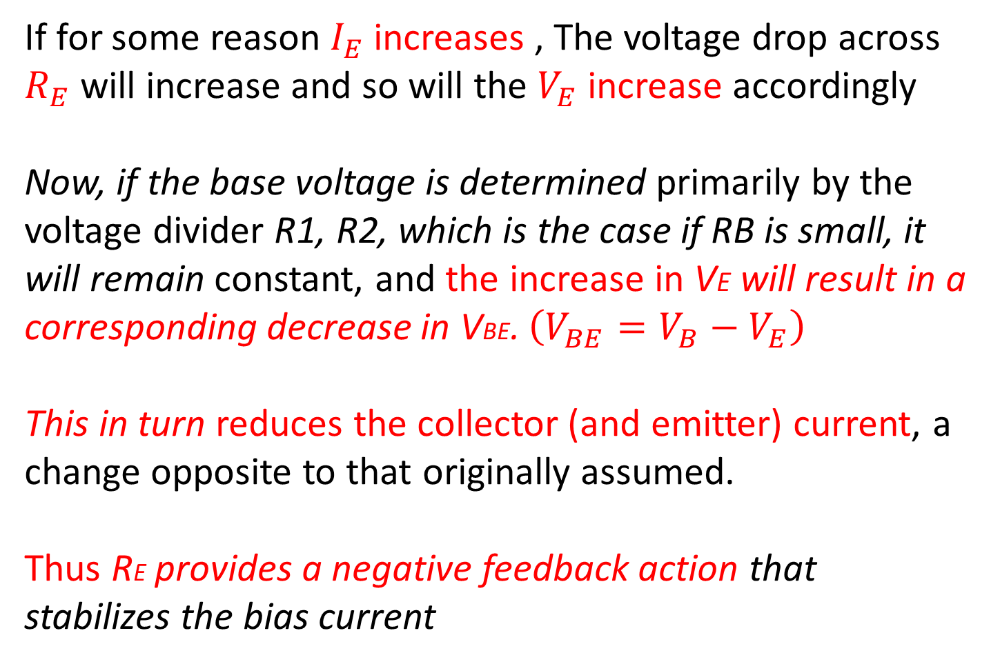 If for some reason I_E increases , The voltage drop across
R_E will increase and so will the V_E increase accordingly
Now, if the base voltage is determined primarily by the
voltage divider R1, R2, which is the case if RB is small, it
will remain constant, and the increase in VE will result in a
corresponding decrease in VBE. (V_BE = V_B − V_E)
This in turn reduces the collector (and emitter) current, a
change opposite to that originally assumed.
Thus RE provides a negative feedback action that
stabilizes the bias current